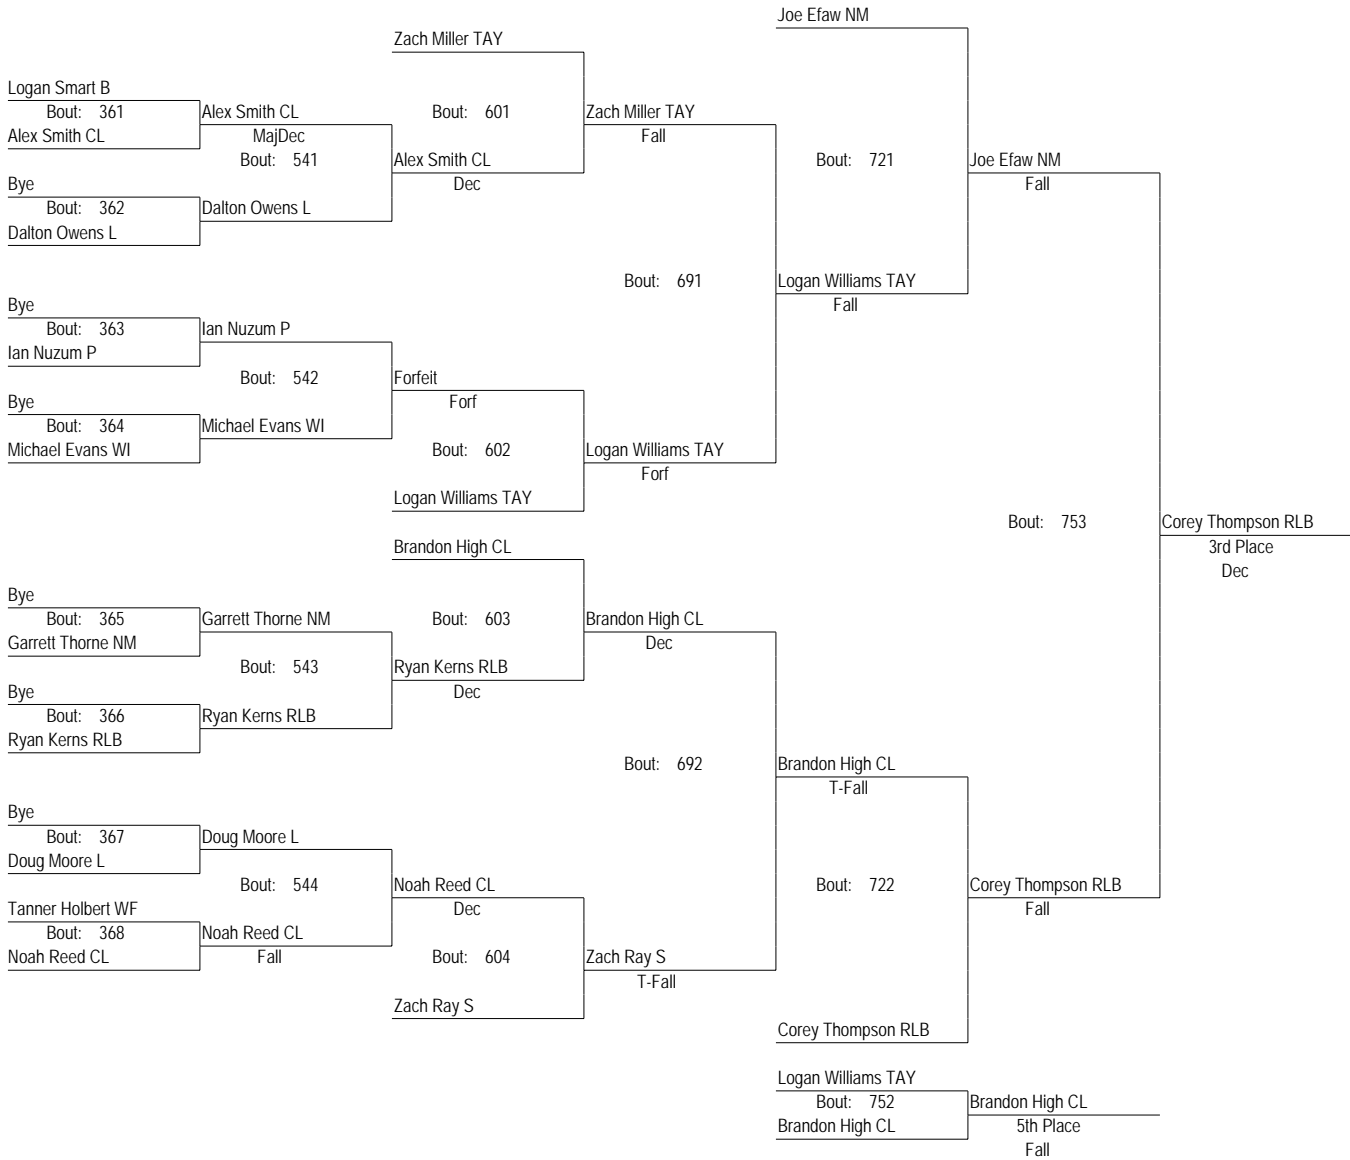 Joe Efaw NM
Zach Miller TAY
Logan Smart B
Bout: 361
Alex Smith CL
Bout: 601
Zach Miller TAY
Alex Smith CL
MajDec
Fall
Bout: 541
Alex Smith CL
Bout: 721
Joe Efaw NM
Bye
Dec
Fall
Bout: 362
Dalton Owens L
Dalton Owens L
Bout: 691
Logan Williams TAY
Bye
Fall
Bout: 363
Ian Nuzum P
Ian Nuzum P
Bout: 542
Forfeit
Bye
Forf
Bout: 364
Michael Evans WI
Michael Evans WI
Bout: 602
Logan Williams TAY
Forf
Logan Williams TAY
Bout: 753
Corey Thompson RLB
Brandon High CL
3rd Place
Dec
Bye
Bout: 365
Garrett Thorne NM
Bout: 603
Brandon High CL
Garrett Thorne NM
Dec
Bout: 543
Ryan Kerns RLB
Bye
Dec
Bout: 366
Ryan Kerns RLB
Ryan Kerns RLB
Bout: 692
Brandon High CL
T-Fall
Bye
Bout: 367
Doug Moore L
Doug Moore L
Bout: 544
Noah Reed CL
Bout: 722
Corey Thompson RLB
Tanner Holbert WF
Dec
Fall
Bout: 368
Noah Reed CL
Noah Reed CL
Fall
Bout: 604
Zach Ray S
T-Fall
Zach Ray S
Corey Thompson RLB
Logan Williams TAY
Bout: 752
Brandon High CL
Brandon High CL
5th Place
Fall